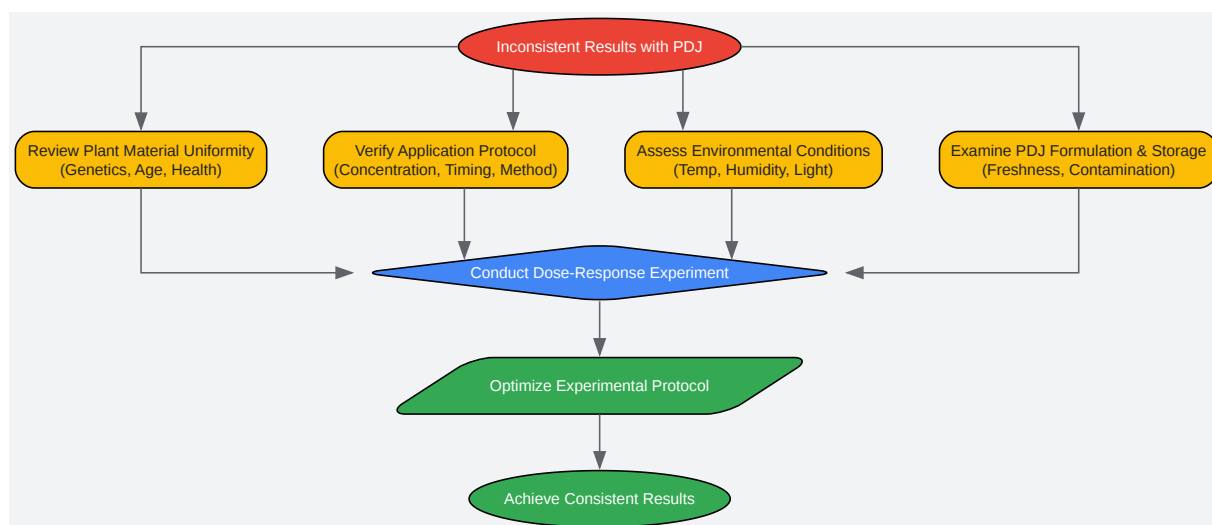 Inconsistent Results with PDJ
Review Plant Material Uniformity
(Genetics, Age, Health)
Verify Application Protocol
(Concentration, Timing, Method)
Assess Environmental Conditions
(Temp, Humidity, Light)
Examine PDJ Formulation & Storage
(Freshness, Contamination)
Conduct Dose-Response Experiment
Optimize Experimental Protocol
Achieve Consistent Results